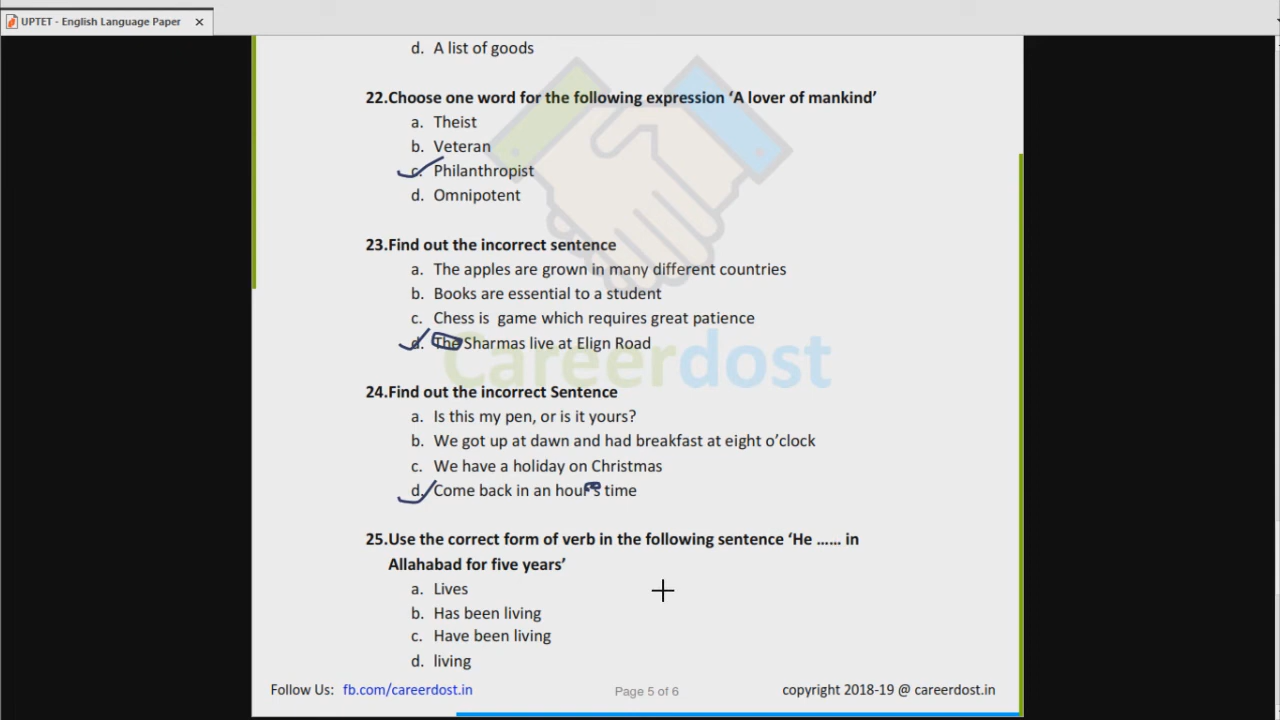 UPTET - English Language Paper ×
d. A list of goods
22.Choose one word for the following expression ‘A lover of mankind’
a. Theist
b. Veteran
c. Philanthropist
d. Omnipotent
23.Find out the incorrect sentence
a. The apples are grown in many different countries
b. Books are essential to a student
c. Chess is game which requires great patience
d. The Sharmas live at Elign Road
Careerdost
24.Find out the incorrect Sentence
a. Is this my pen, or is it yours?
b. We got up at dawn and had breakfast at eight o’clock
c. We have a holiday on Christmas
d. Come back in an hour’s time
25.Use the correct form of verb in the following sentence ‘He …... in
Allahabad for five years’
a. Lives
b. Has been living
c. Have been living
d. living
Follow Us: fb.com/careerdost.in Page 5 of 6 copyright 2018-19 @ careerdost.in